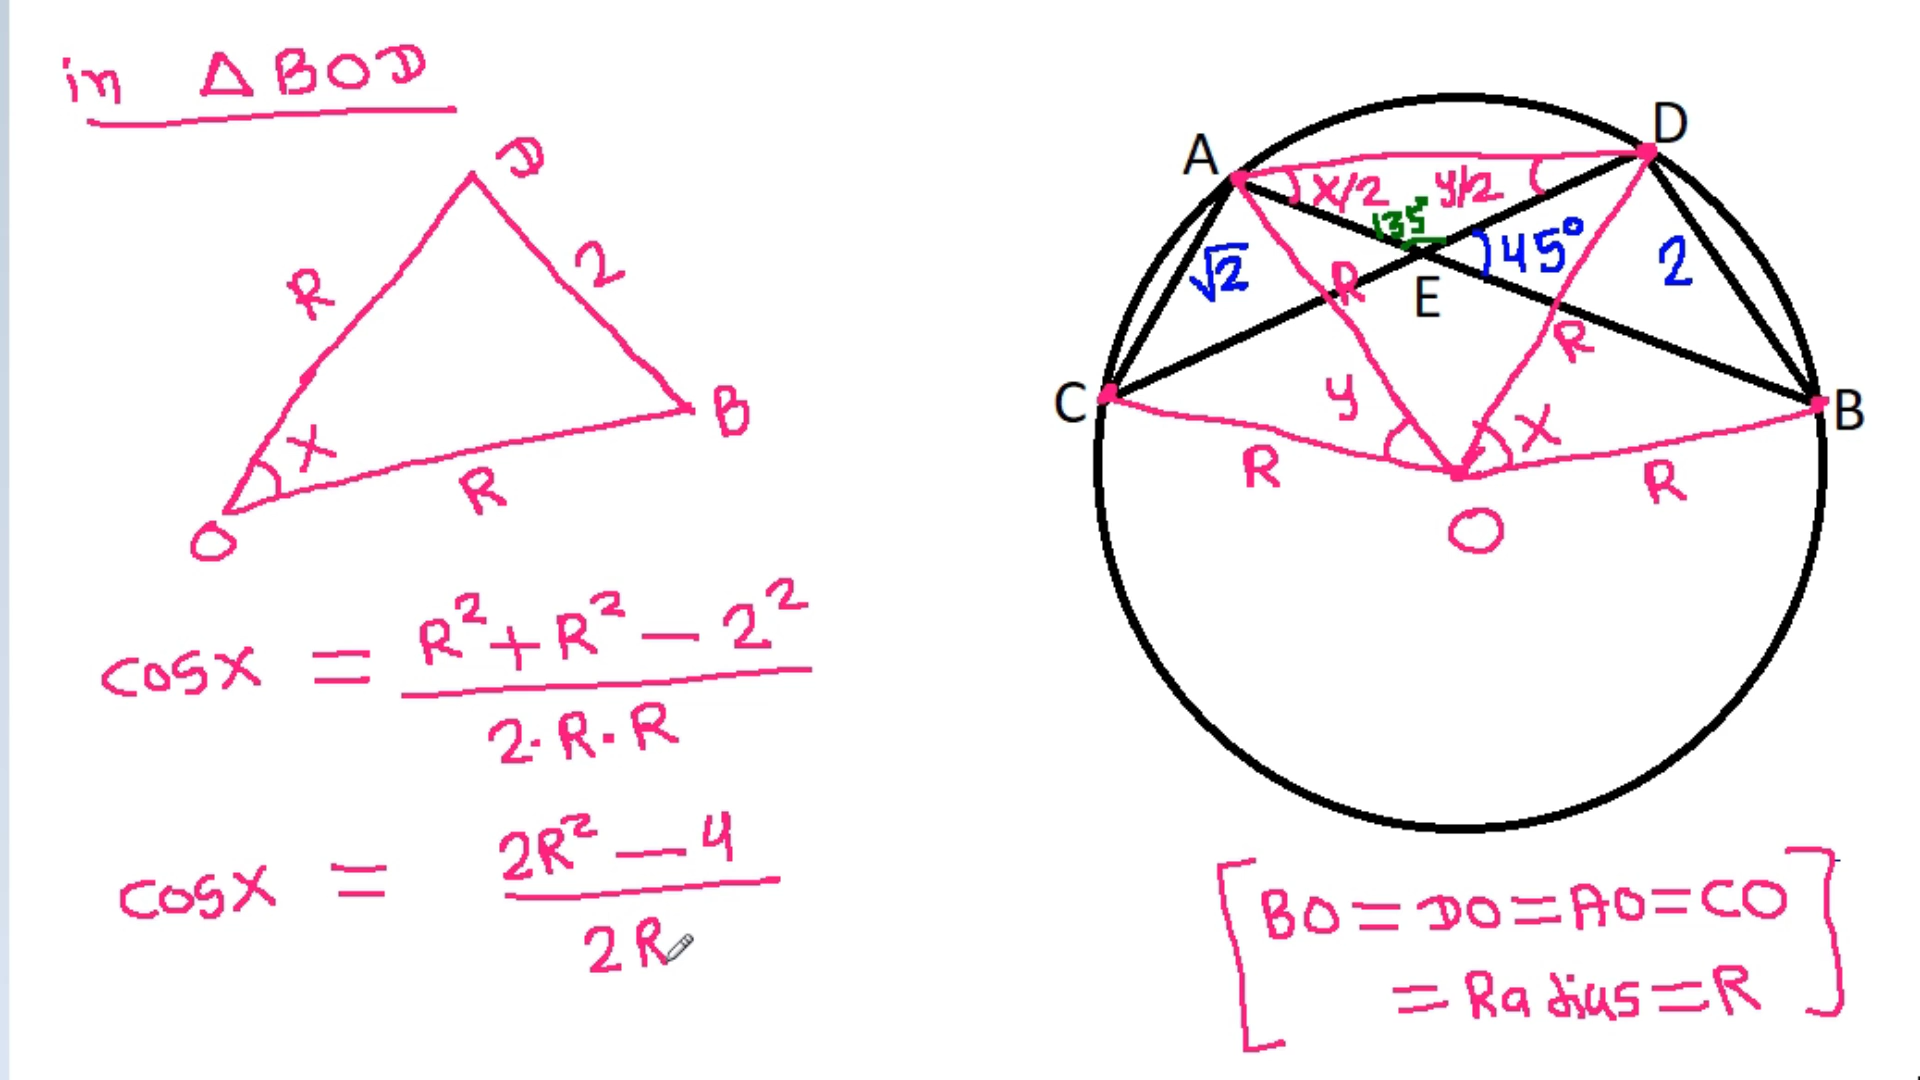 in △BOD
D
R
2
X
B
R
O
cosx = R²+R² − 2²
2·R·R
cosx = 2R² − 4
2R
D
A
x/2 y/2
135°
45°
√2
2
R
E
R
C
y
x
B
R
R
O
[BO = DO = AO = CO
= Radius = R]